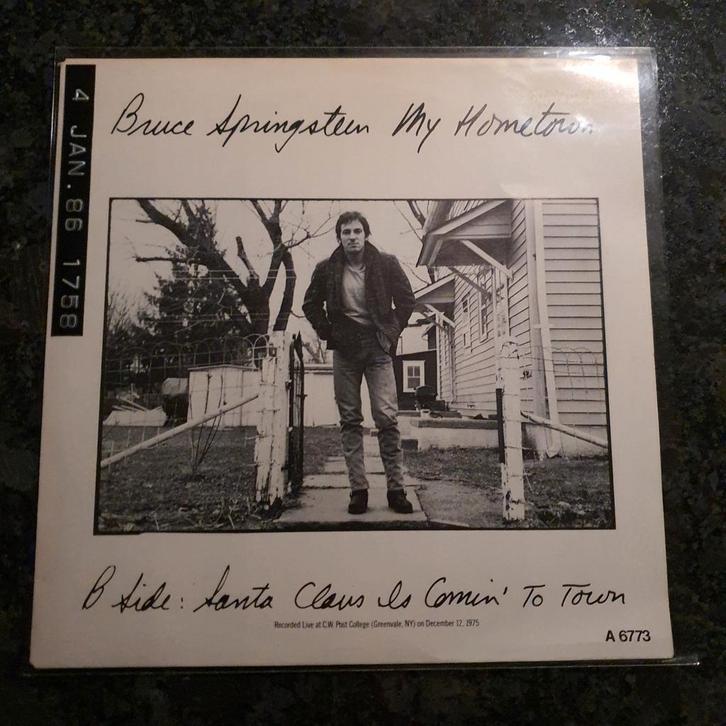 4 JAN. 86 1758
Bruce Springsteen My Hometown
B Side: Santa Claus Is Comin' To Town
Recorded Live at C.W. Post College (Greenvale, NY) on December 12, 1975
A 6773